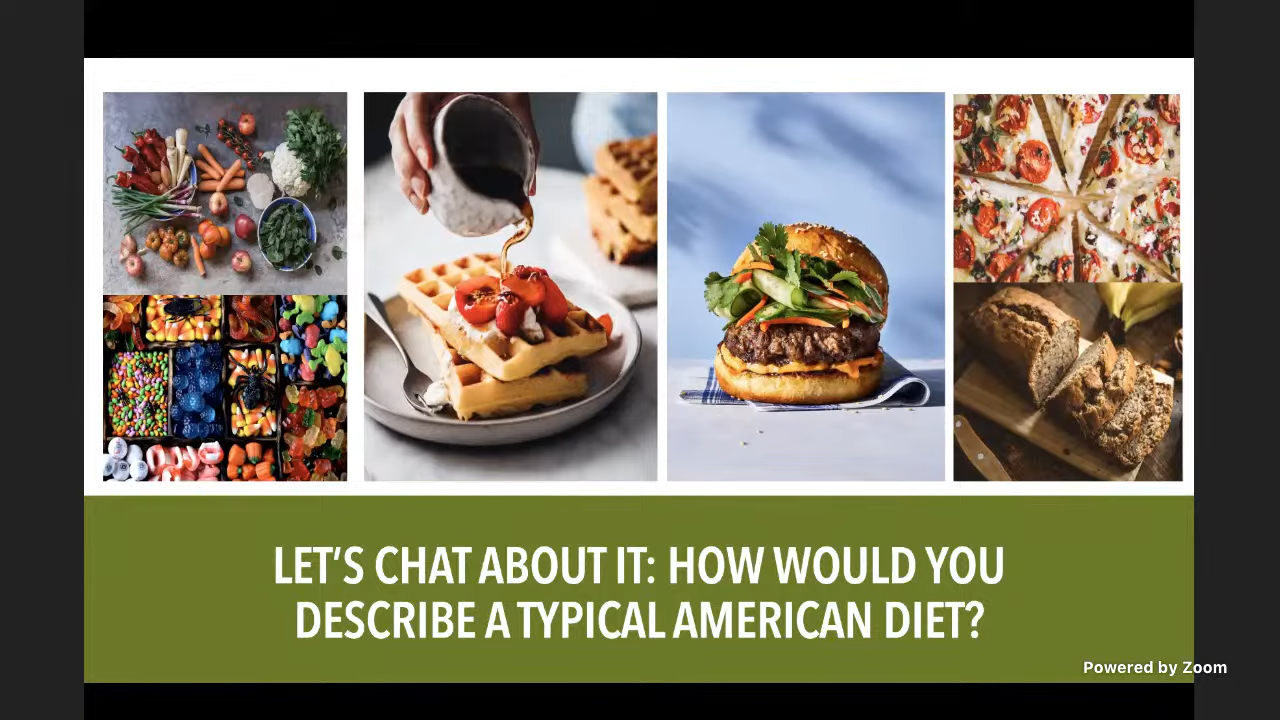 LET'S CHAT ABOUT IT: HOW WOULD YOU
DESCRIBE A TYPICAL AMERICAN DIET?
Powered by Zoom